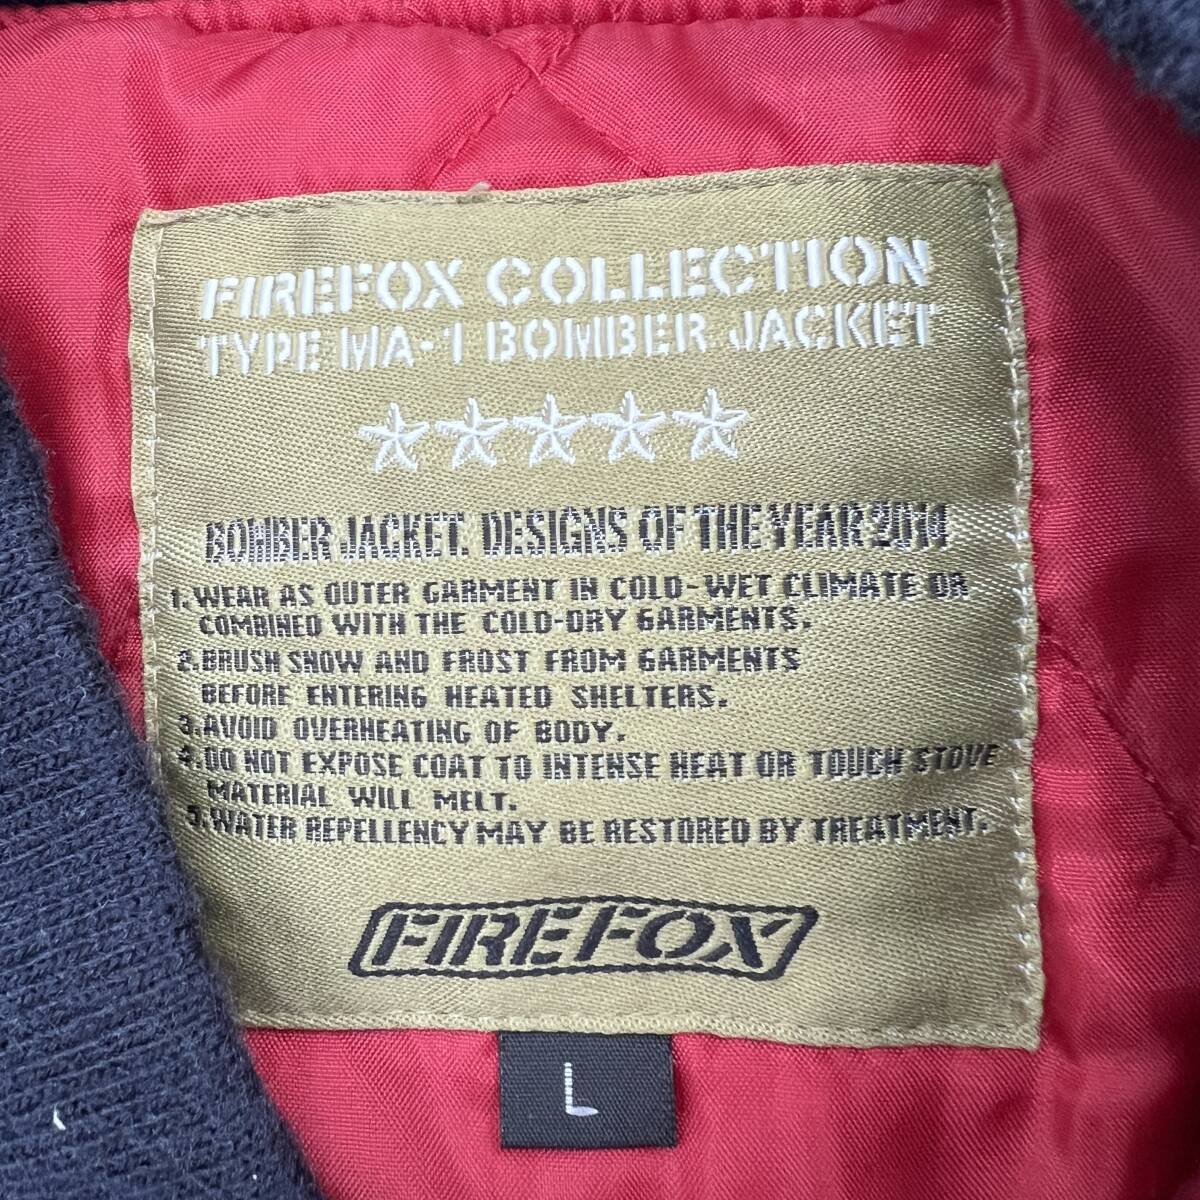 FIREFOX COLLECTION
TYPE MA-1 BOMBER JACKET
BOMBER JACKET. DESIGNS OF THE YEAR 2014
1. WEAR AS OUTER GARMENT IN COLD-WET CLIMATE OR
COMBINED WITH THE COLD-DRY GARMENTS.
2. BRUSH SNOW AND FROST FROM GARMENTS
BEFORE ENTERING HEATED SHELTERS.
3. AVOID OVERHEATING OF BODY.
4. DO NOT EXPOSE COAT TO INTENSE HEAT OR TOUCH STOVE
MATERIAL WILL MELT.
5. WATER REPELLENCY MAY BE RESTORED BY TREATMENT.
FIREFOX
L